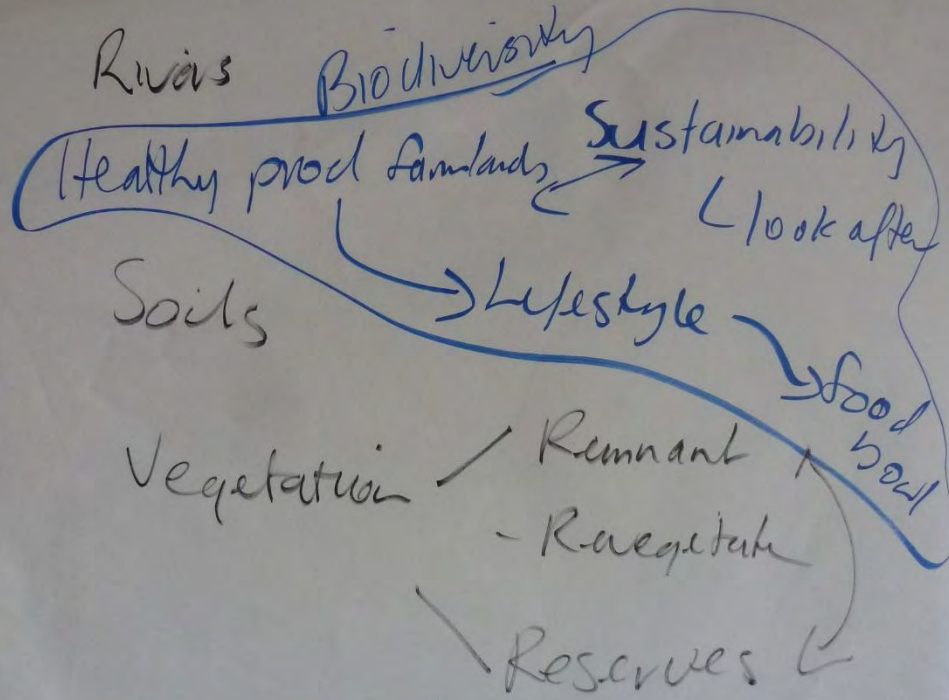 Rivers Biodiversity
Healthy prod farmlands Sustainability
look after
Soils Lifestyle
food
bowl
Vegetation Remnant
- Revegetate
Reserves